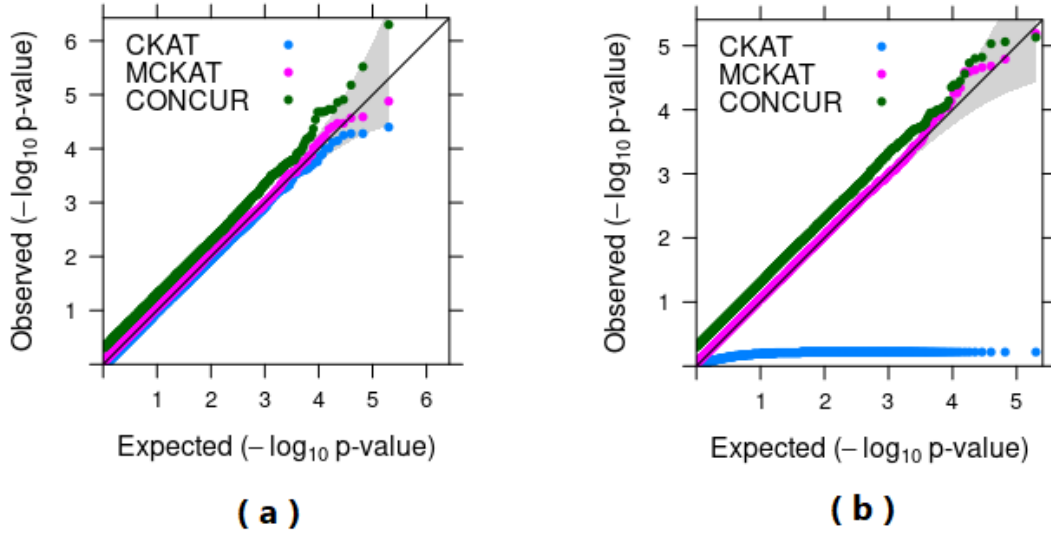 6
5
4
3
2
1
CKAT
MCKAT
CONCUR
Observed (− log10 p-value)
1 2 3 4 5 6
Expected (− log10 p-value)
( a )
5
4
3
2
1
CKAT
MCKAT
CONCUR
Observed (− log10 p-value)
1 2 3 4 5
Expected (− log10 p-value)
( b )